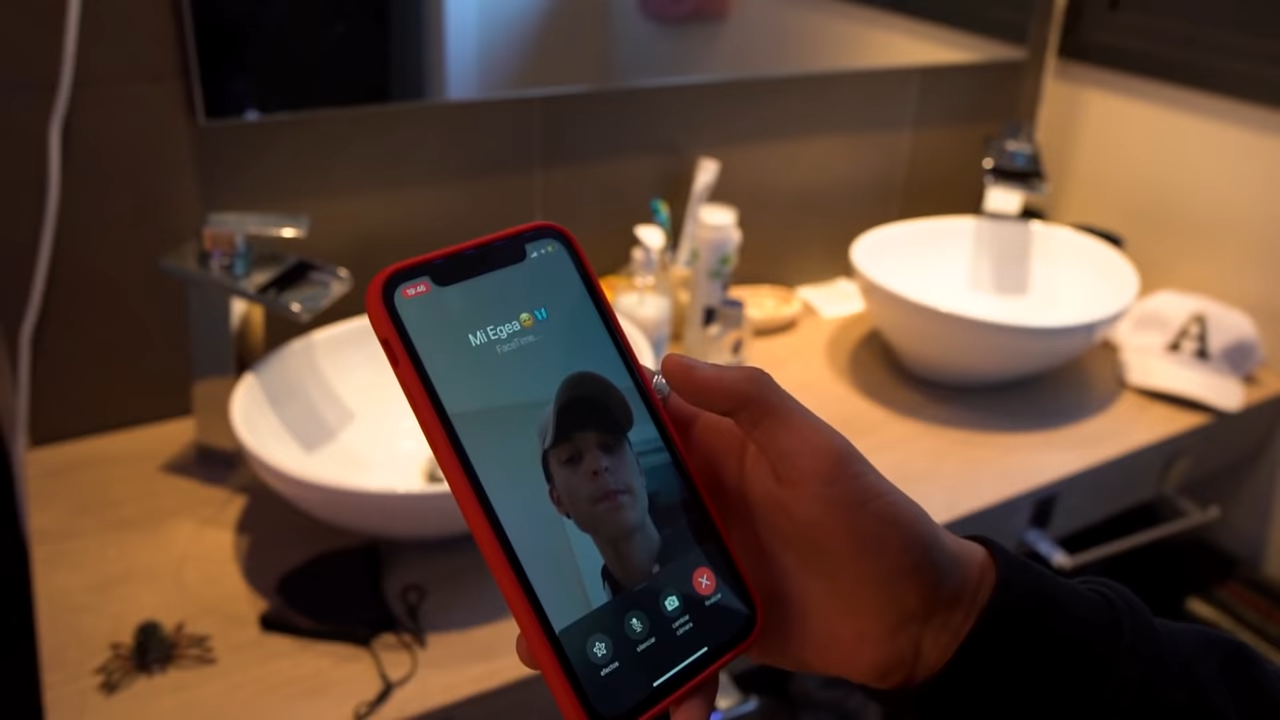 19:46
Mi Egea
FaceTime...
efectos
silenciar
cambiar
cámara
finalizar
A